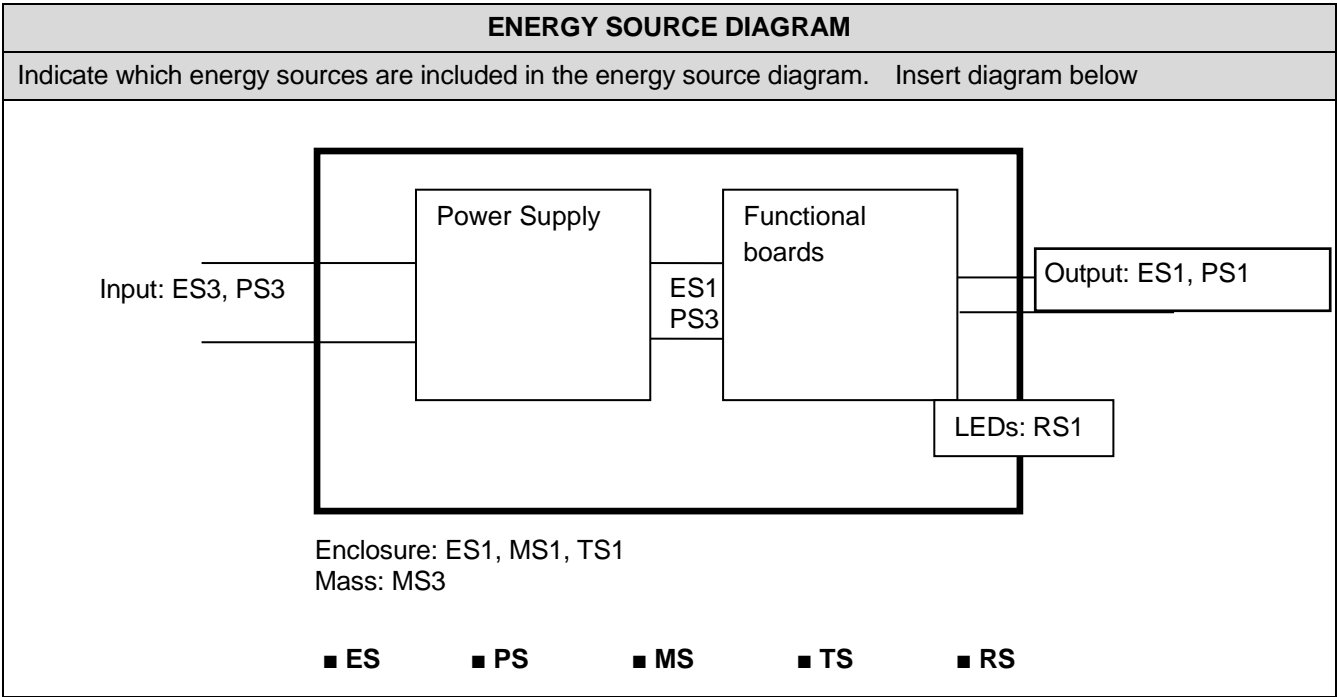 ENERGY SOURCE DIAGRAM
Indicate which energy sources are included in the energy source diagram. Insert diagram below
Power Supply
Functional
boards
Input: ES3, PS3
ES1
PS3
Output: ES1, PS1
LEDs: RS1
Enclosure: ES1, MS1, TS1
Mass: MS3
■ ES ■ PS ■ MS ■ TS ■ RS